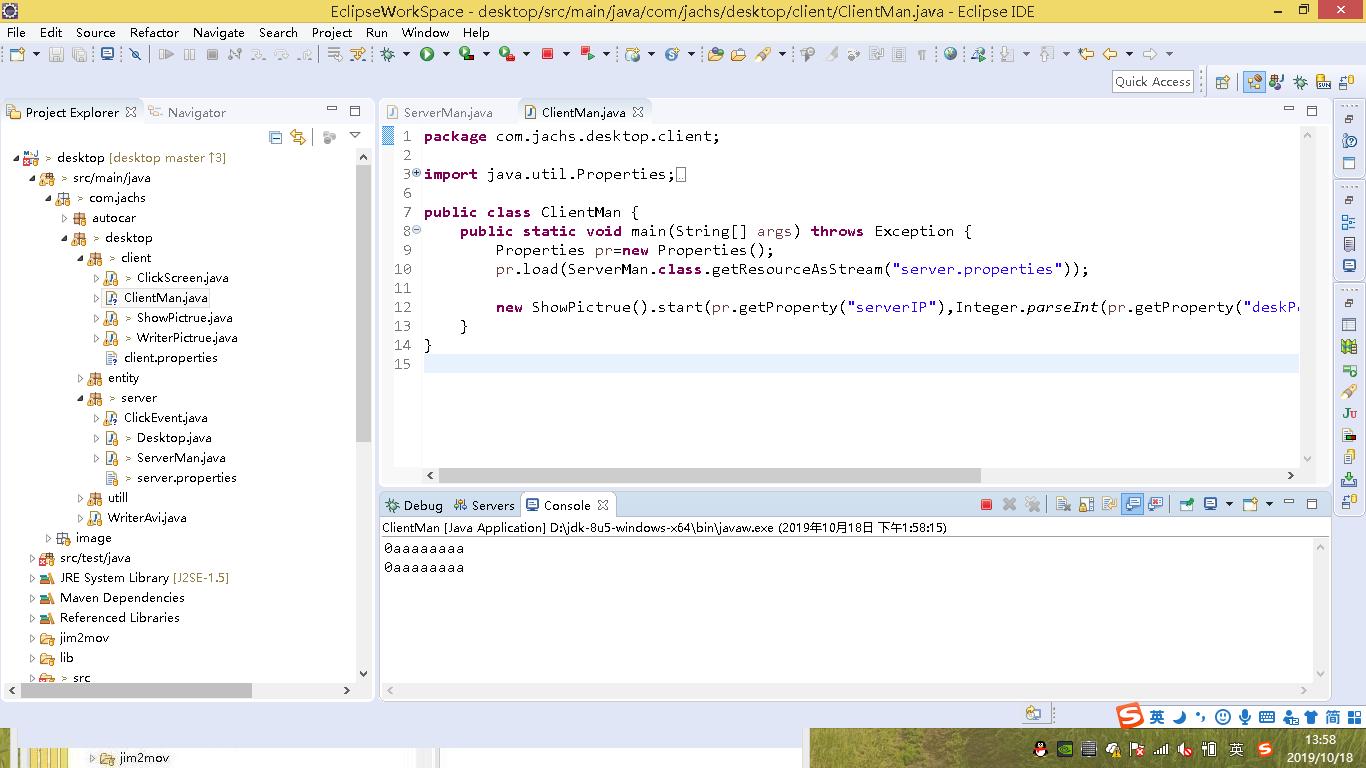 EclipseWorkSpace - desktop/src/main/java/com/jachs/desktop/client/ClientMan.java - Eclipse IDE
File Edit Source Refactor Navigate Search Project Run Window Help
Quick Access
Project Explorer Navigator
> desktop [desktop master ↑3]
> src/main/java
> com.jachs
autocar
> desktop
> client
> ClickScreen.java
ClientMan.java
> ShowPictrue.java
> WriterPictrue.java
client.properties
entity
> server
ClickEvent.java
> Desktop.java
> ServerMan.java
> server.properties
utill
WriterAvi.java
image
src/test/java
JRE System Library [J2SE-1.5]
Maven Dependencies
Referenced Libraries
jim2mov
lib
> src
ServerMan.java ClientMan.java
1 package com.jachs.desktop.client;
2
3 import java.util.Properties;
6
7 public class ClientMan {
8 public static void main(String[] args) throws Exception {
9 Properties pr=new Properties();
10 pr.load(ServerMan.class.getResourceAsStream("server.properties"));
11
12 new ShowPictrue().start(pr.getProperty("serverIP"),Integer.parseInt(pr.getProperty("deskP
13 }
14 }
15
Debug Servers Console
ClientMan [Java Application] D:\jdk-8u5-windows-x64\bin\javaw.exe (2019年10月18日 下午1:58:15)
0aaaaaaaa
0aaaaaaaa
Ju
S 英 简
jim2mov
英 S
13:58
2019/10/18